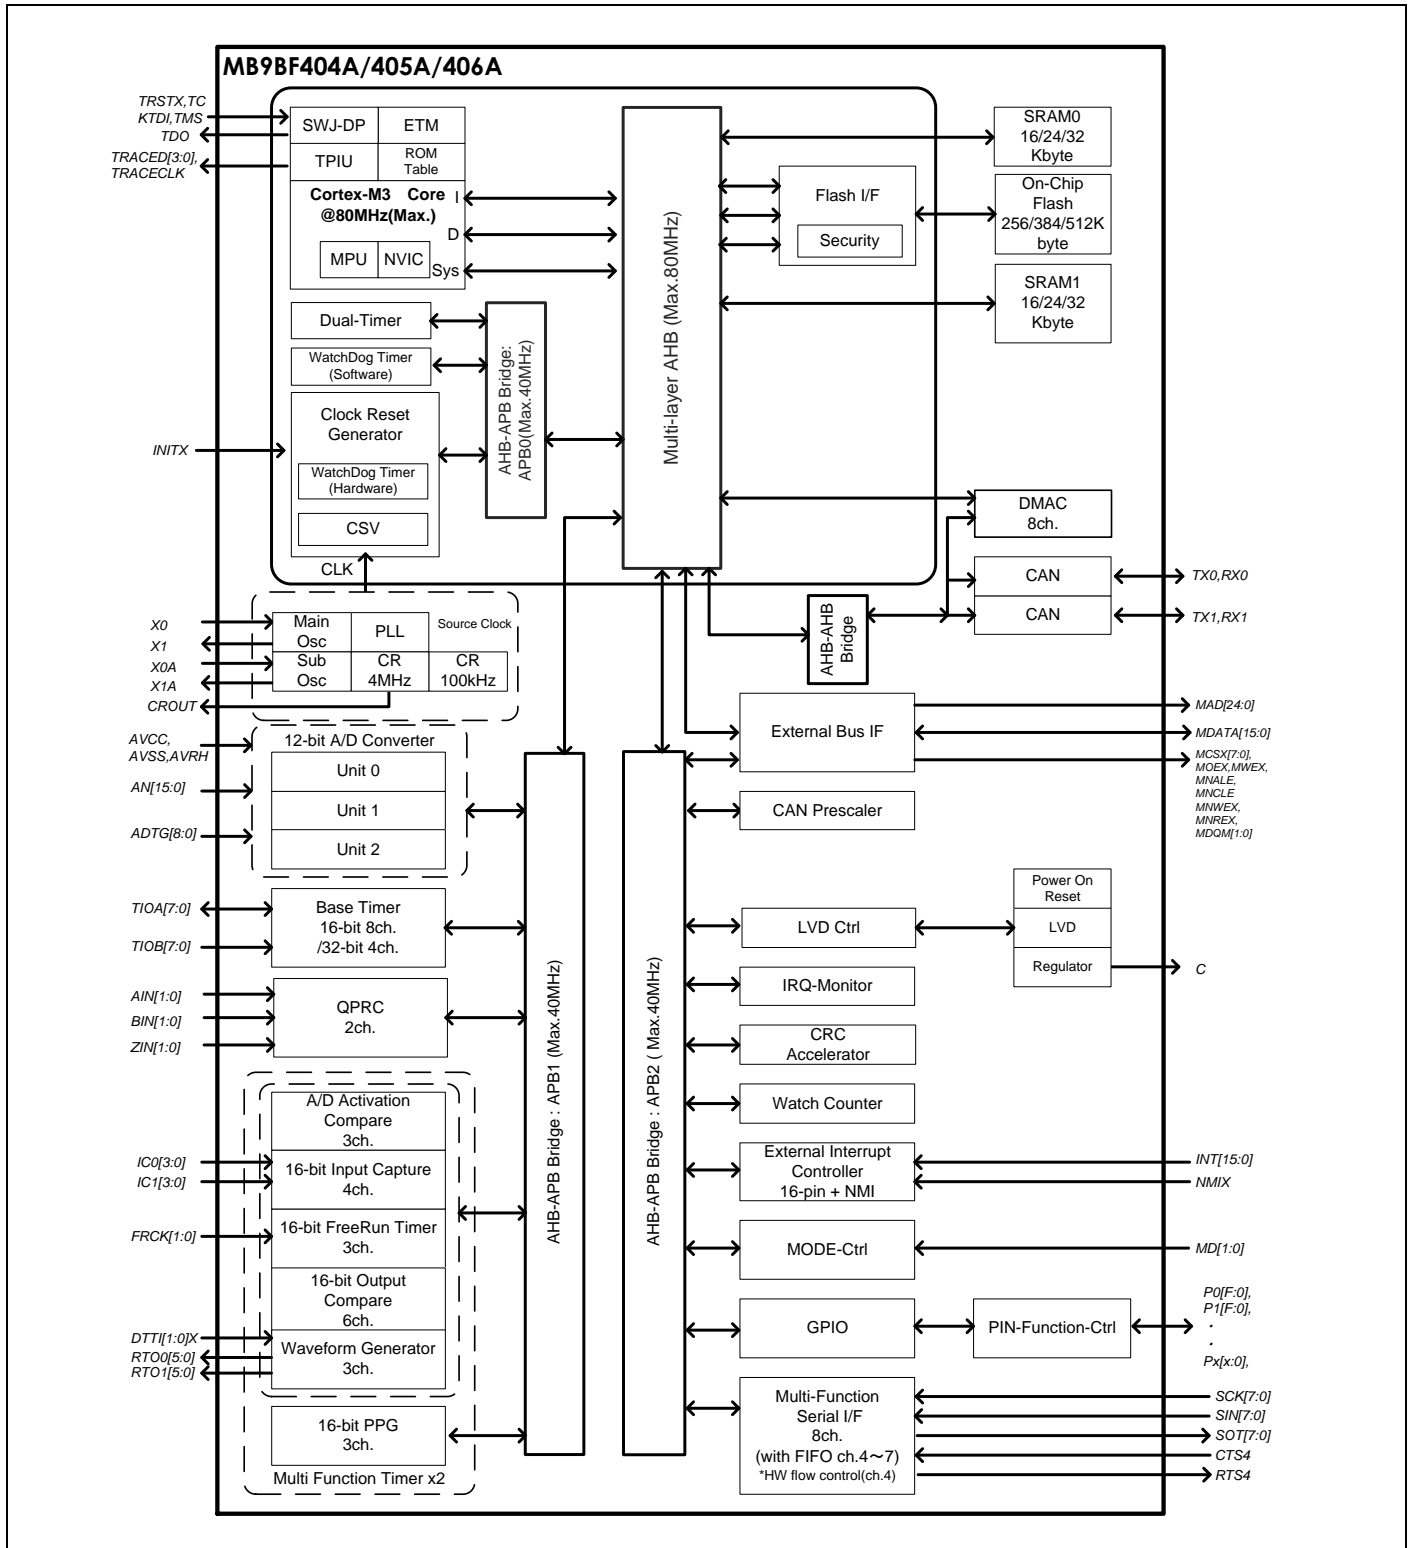 MB9BF404A/405A/406A
TRSTX,TC
KTDI,TMS
TDO
TRACED[3:0],
TRACECLK
SWJ-DP
ETM
TPIU
ROM
Table
Cortex-M3 Core
@80MHz(Max.)
I
D
Sys
MPU
NVIC
Dual-Timer
WatchDog Timer
(Software)
Clock Reset
Generator
WatchDog Timer
(Hardware)
CSV
CLK
INITX
AHB-APB Bridge:
APB0(Max.40MHz)
Multi-layer AHB (Max.80MHz)
Flash I/F
Security
SRAM0
16/24/32
Kbyte
On-Chip
Flash
256/384/512K
byte
SRAM1
16/24/32
Kbyte
DMAC
8ch.
CAN
CAN
TX0,RX0
TX1,RX1
AHB-AHB
Bridge
X0
X1
X0A
X1A
CROUT
Main
Osc
PLL
Source Clock
Sub
Osc
CR
4MHz
CR
100kHz
AVCC,
AVSS,AVRH
AN[15:0]
ADTG[8:0]
12-bit A/D Converter
Unit 0
Unit 1
Unit 2
TIOA[7:0]
TIOB[7:0]
Base Timer
16-bit 8ch.
/32-bit 4ch.
AIN[1:0]
BIN[1:0]
ZIN[1:0]
QPRC
2ch.
A/D Activation
Compare
3ch.
IC0[3:0]
IC1[3:0]
16-bit Input Capture
4ch.
FRCK[1:0]
16-bit FreeRun Timer
3ch.
16-bit Output
Compare
6ch.
DTTI[1:0]X
RTO0[5:0]
RTO1[5:0]
Waveform Generator
3ch.
16-bit PPG
3ch.
Multi Function Timer x2
AHB-APB Bridge : APB1 (Max.40MHz)
AHB-APB Bridge : APB2 ( Max.40MHz)
External Bus IF
MAD[24:0]
MDATA[15:0]
MCSX[7:0],
MOEX,MWEX,
MNALE,
MNCLE
MNWEX,
MNREX,
MDQM[1:0]
CAN Prescaler
LVD Ctrl
Power On
Reset
LVD
Regulator
C
IRQ-Monitor
CRC
Accelerator
Watch Counter
External Interrupt
Controller
16-pin + NMI
INT[15:0]
NMIX
MODE-Ctrl
MD[1:0]
GPIO
PIN-Function-Ctrl
P0[F:0],
P1[F:0],
・
・
Px[x:0],
Multi-Function
Serial I/F
8ch.
(with FIFO ch.4～7)
*HW flow control(ch.4)
SCK[7:0]
SIN[7:0]
SOT[7:0]
CTS4
RTS4